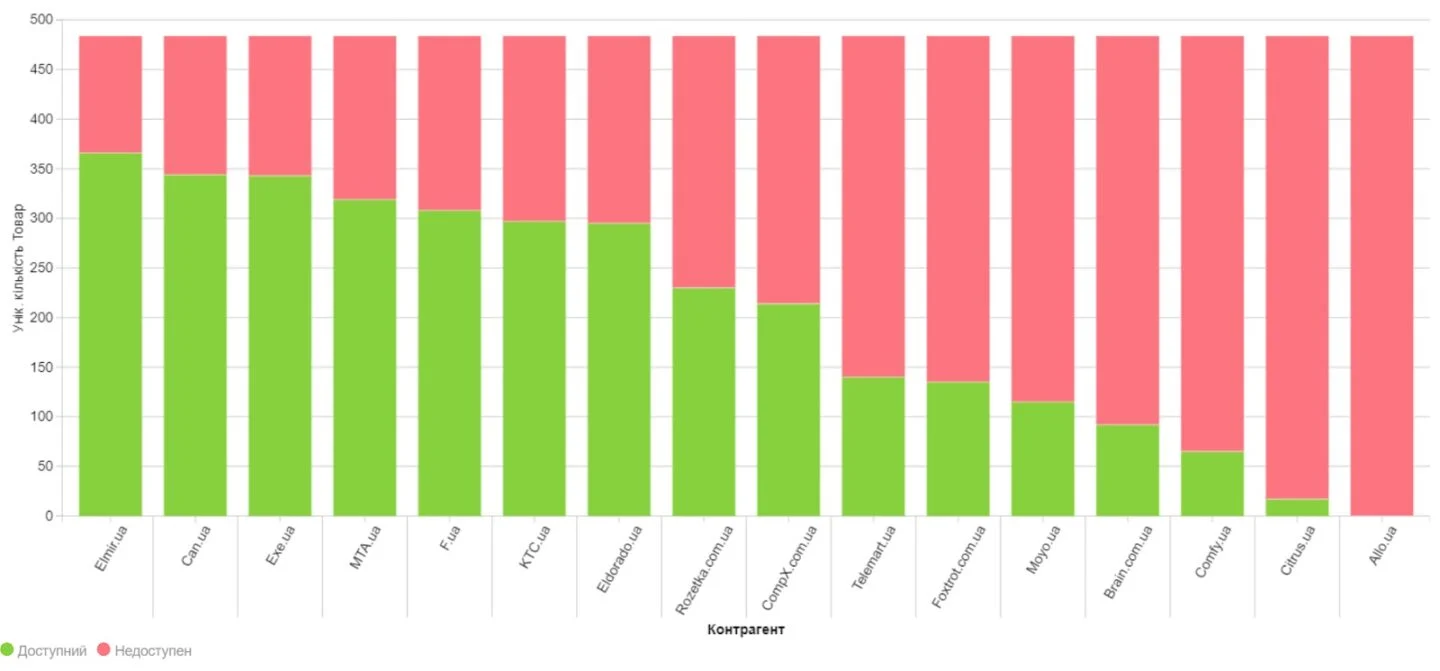 500
450
400
350
300
250
200
150
100
50
0
Унік. кількість Товар
Elmir.ua
Can.ua
Exe.ua
MTA.ua
F.ua
KTC.ua
Eldorado.ua
Rozetka.com.ua
CompX.com.ua
Telemart.ua
Foxtrot.com.ua
Moyo.ua
Brain.com.ua
Comfy.ua
Citrus.ua
Allo.ua
Контрагент
Доступний Недоступен